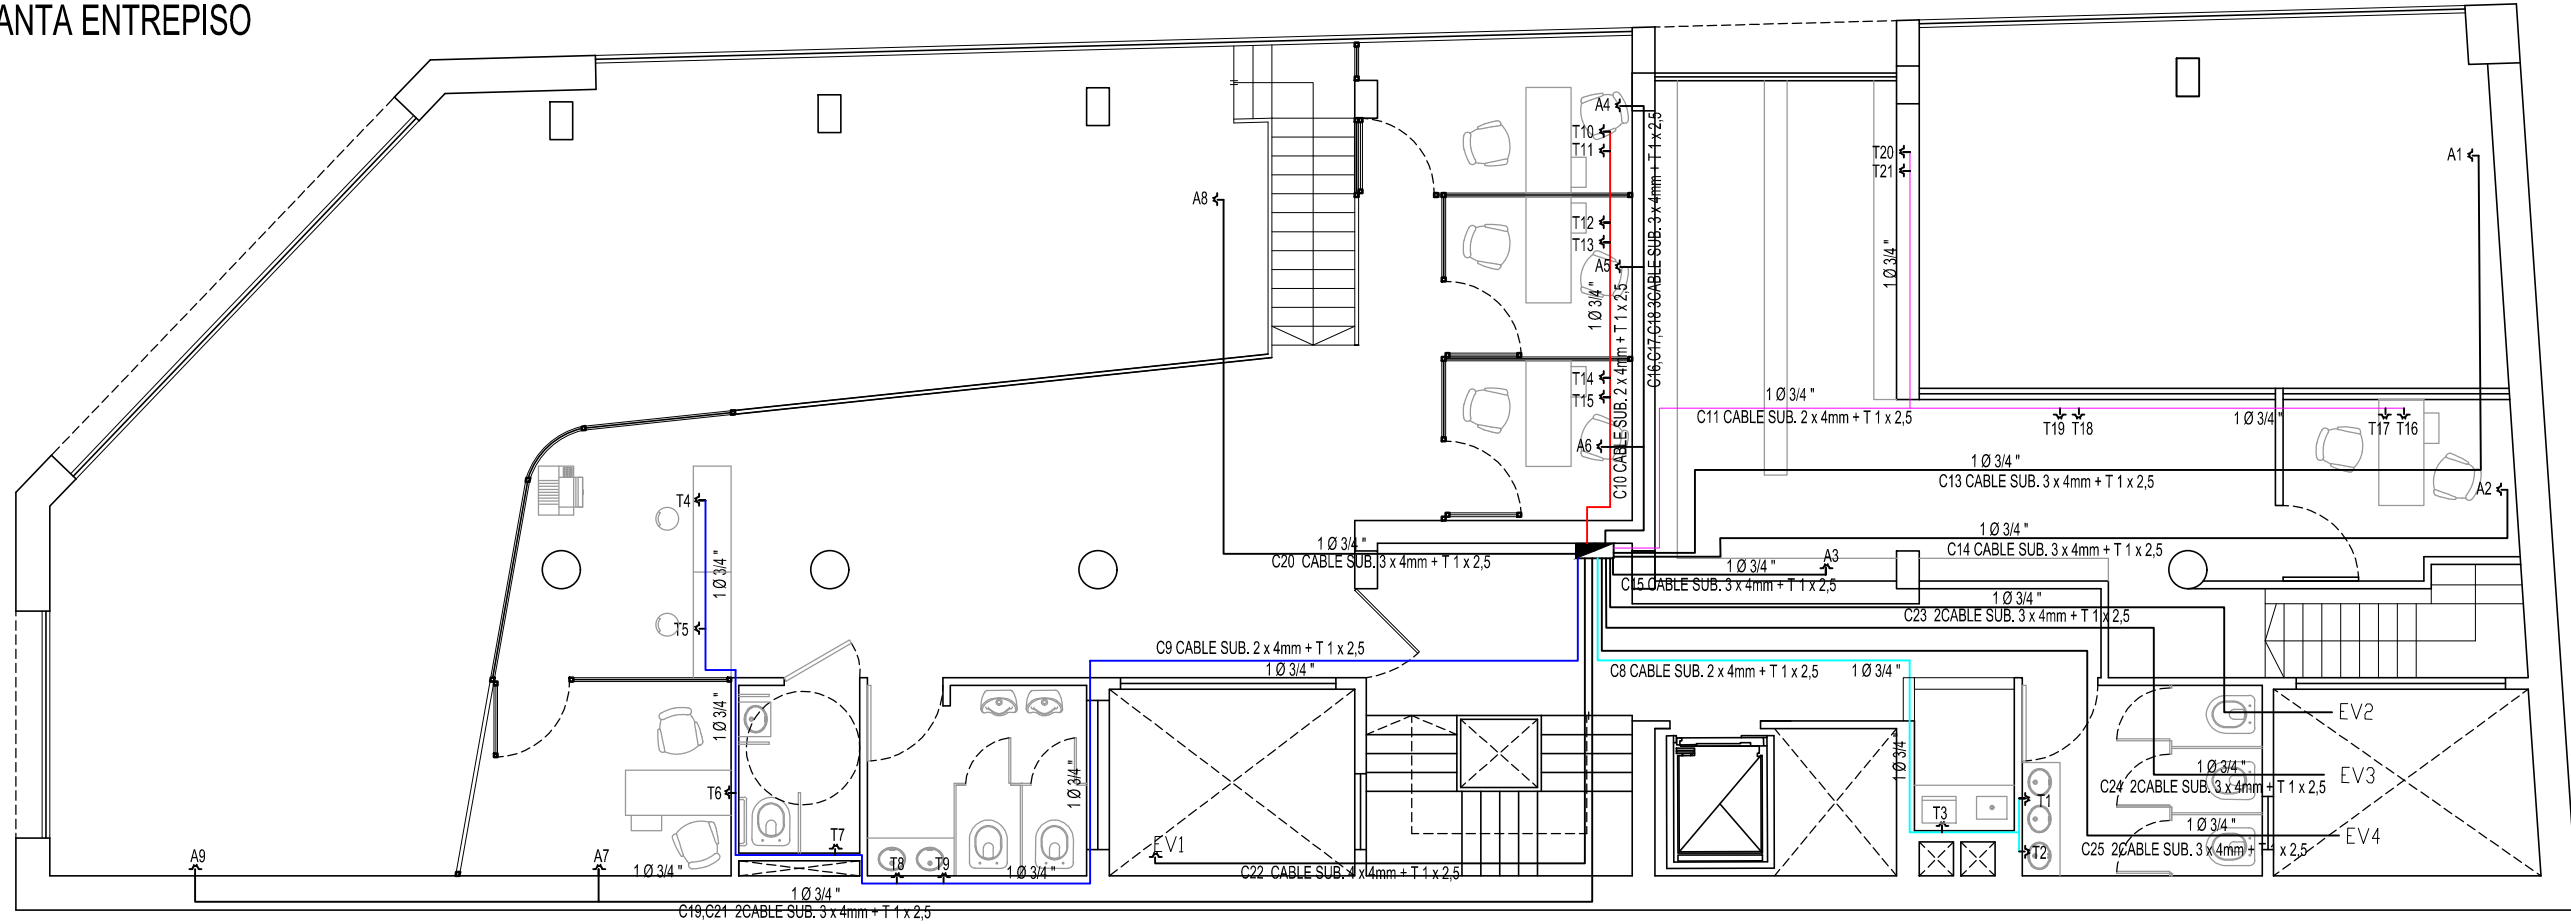 ANTA ENTREPISO
A4
T10
T11
T20
T21
A1
A8
T12
T13
A5
1 Ø 3/4 "
1 Ø 3/4 "
C16,C17,C18 3CABLE SUB. 3 x 4mm + T 1 x 2,5
C10 CABLE SUB. 2 x 4mm + T 1 x 2,5
T14
T15
A6
1 Ø 3/4 "
C11 CABLE SUB. 2 x 4mm + T 1 x 2,5
T19 T18
1 Ø 3/4"
T17 T16
1 Ø 3/4 "
C13 CABLE SUB. 3 x 4mm + T 1 x 2,5
A2
T4
1 Ø 3/4 "
C14 CABLE SUB. 3 x 4mm + T 1 x 2,5
1 Ø 3/4 "
C20 CABLE SUB. 3 x 4mm + T 1 x 2,5
A3
1 Ø 3/4 "
C15 CABLE SUB. 3 x 4mm + T 1 x 2,5
1 Ø 3/4 "
1 Ø 3/4 "
C23 2CABLE SUB. 3 x 4mm + T 1 x 2,5
T5
C9 CABLE SUB. 2 x 4mm + T 1 x 2,5
1 Ø 3/4 "
C8 CABLE SUB. 2 x 4mm + T 1 x 2,5
1 Ø 3/4 "
1 Ø 3/4 "
EV2
1 Ø 3/4 "
1 Ø 3/4 "
1 Ø 3/4 "
EV3
C24 2CABLE SUB. 3 x 4mm + T 1 x 2,5
T6
T1
T3
T7
1 Ø 3/4 "
EV4
EV1
T2
C25 2CABLE SUB. 3 x 4mm + T 1 x 2,5
A9
A7
1 Ø 3/4 "
T8
T9
1 Ø 3/4 "
C22 CABLE SUB. 4 x 4mm + T 1 x 2,5
1 Ø 3/4 "
C19,C21 2CABLE SUB. 3 x 4mm + T 1 x 2,5